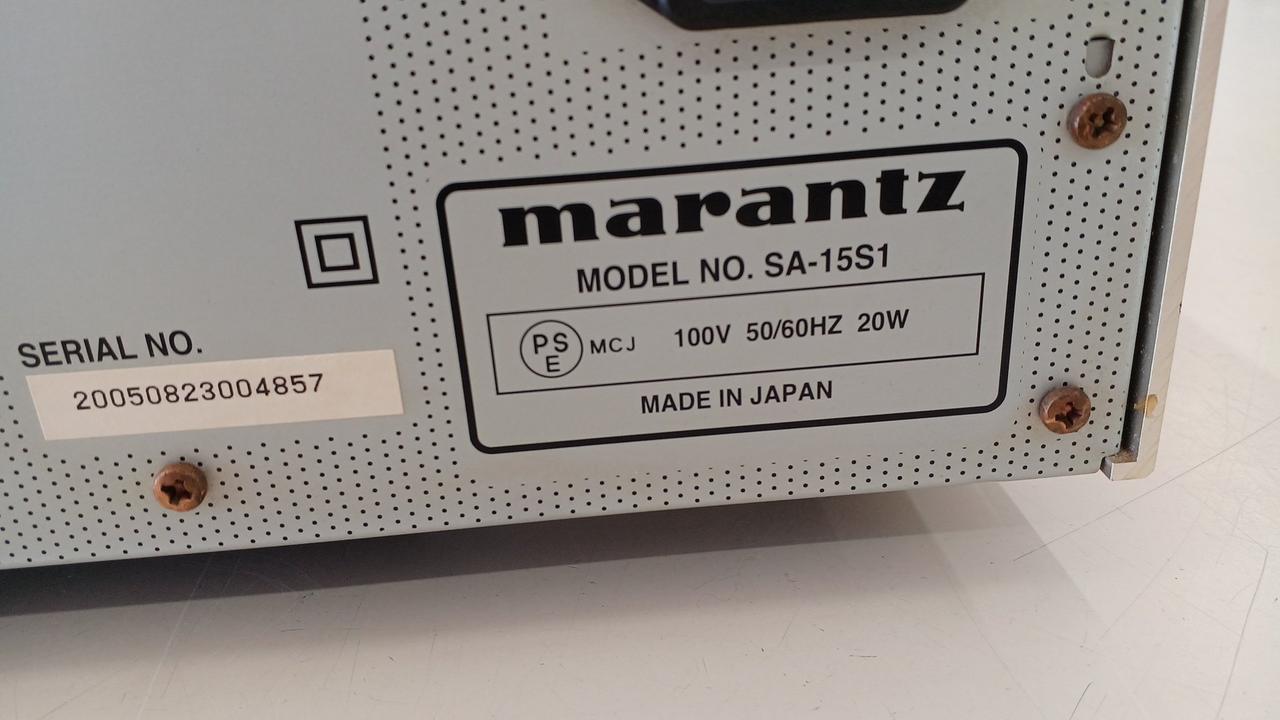 marantz
MODEL NO. SA-15S1
PS
E
MCJ 100V 50/60HZ 20W
MADE IN JAPAN
SERIAL NO.
20050823004857